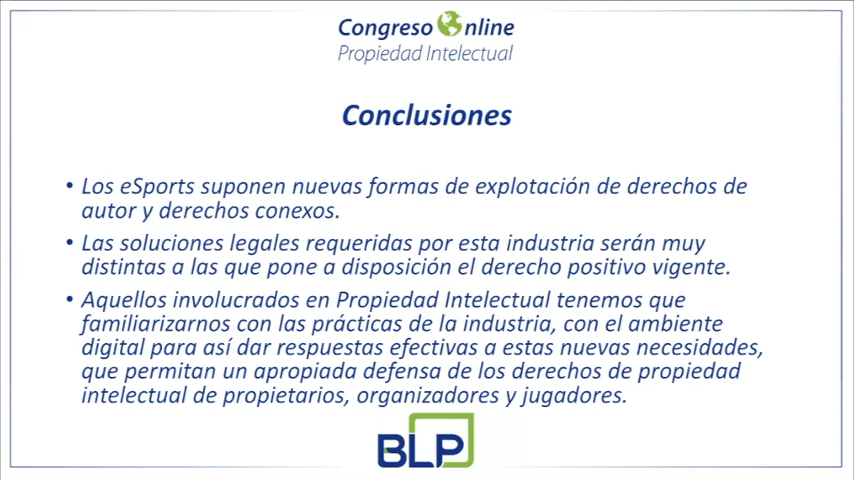 Congreso Online
Propiedad Intelectual
Conclusiones
• Los eSports suponen nuevas formas de explotación de derechos de
autor y derechos conexos.
• Las soluciones legales requeridas por esta industria serán muy
distintas a las que pone a disposición el derecho positivo vigente.
• Aquellos involucrados en Propiedad Intelectual tenemos que
familiarizarnos con las prácticas de la industria, con el ambiente
digital para así dar respuestas efectivas a estas nuevas necesidades,
que permitan un apropiada defensa de los derechos de propiedad
intelectual de propietarios, organizadores y jugadores.
BLP